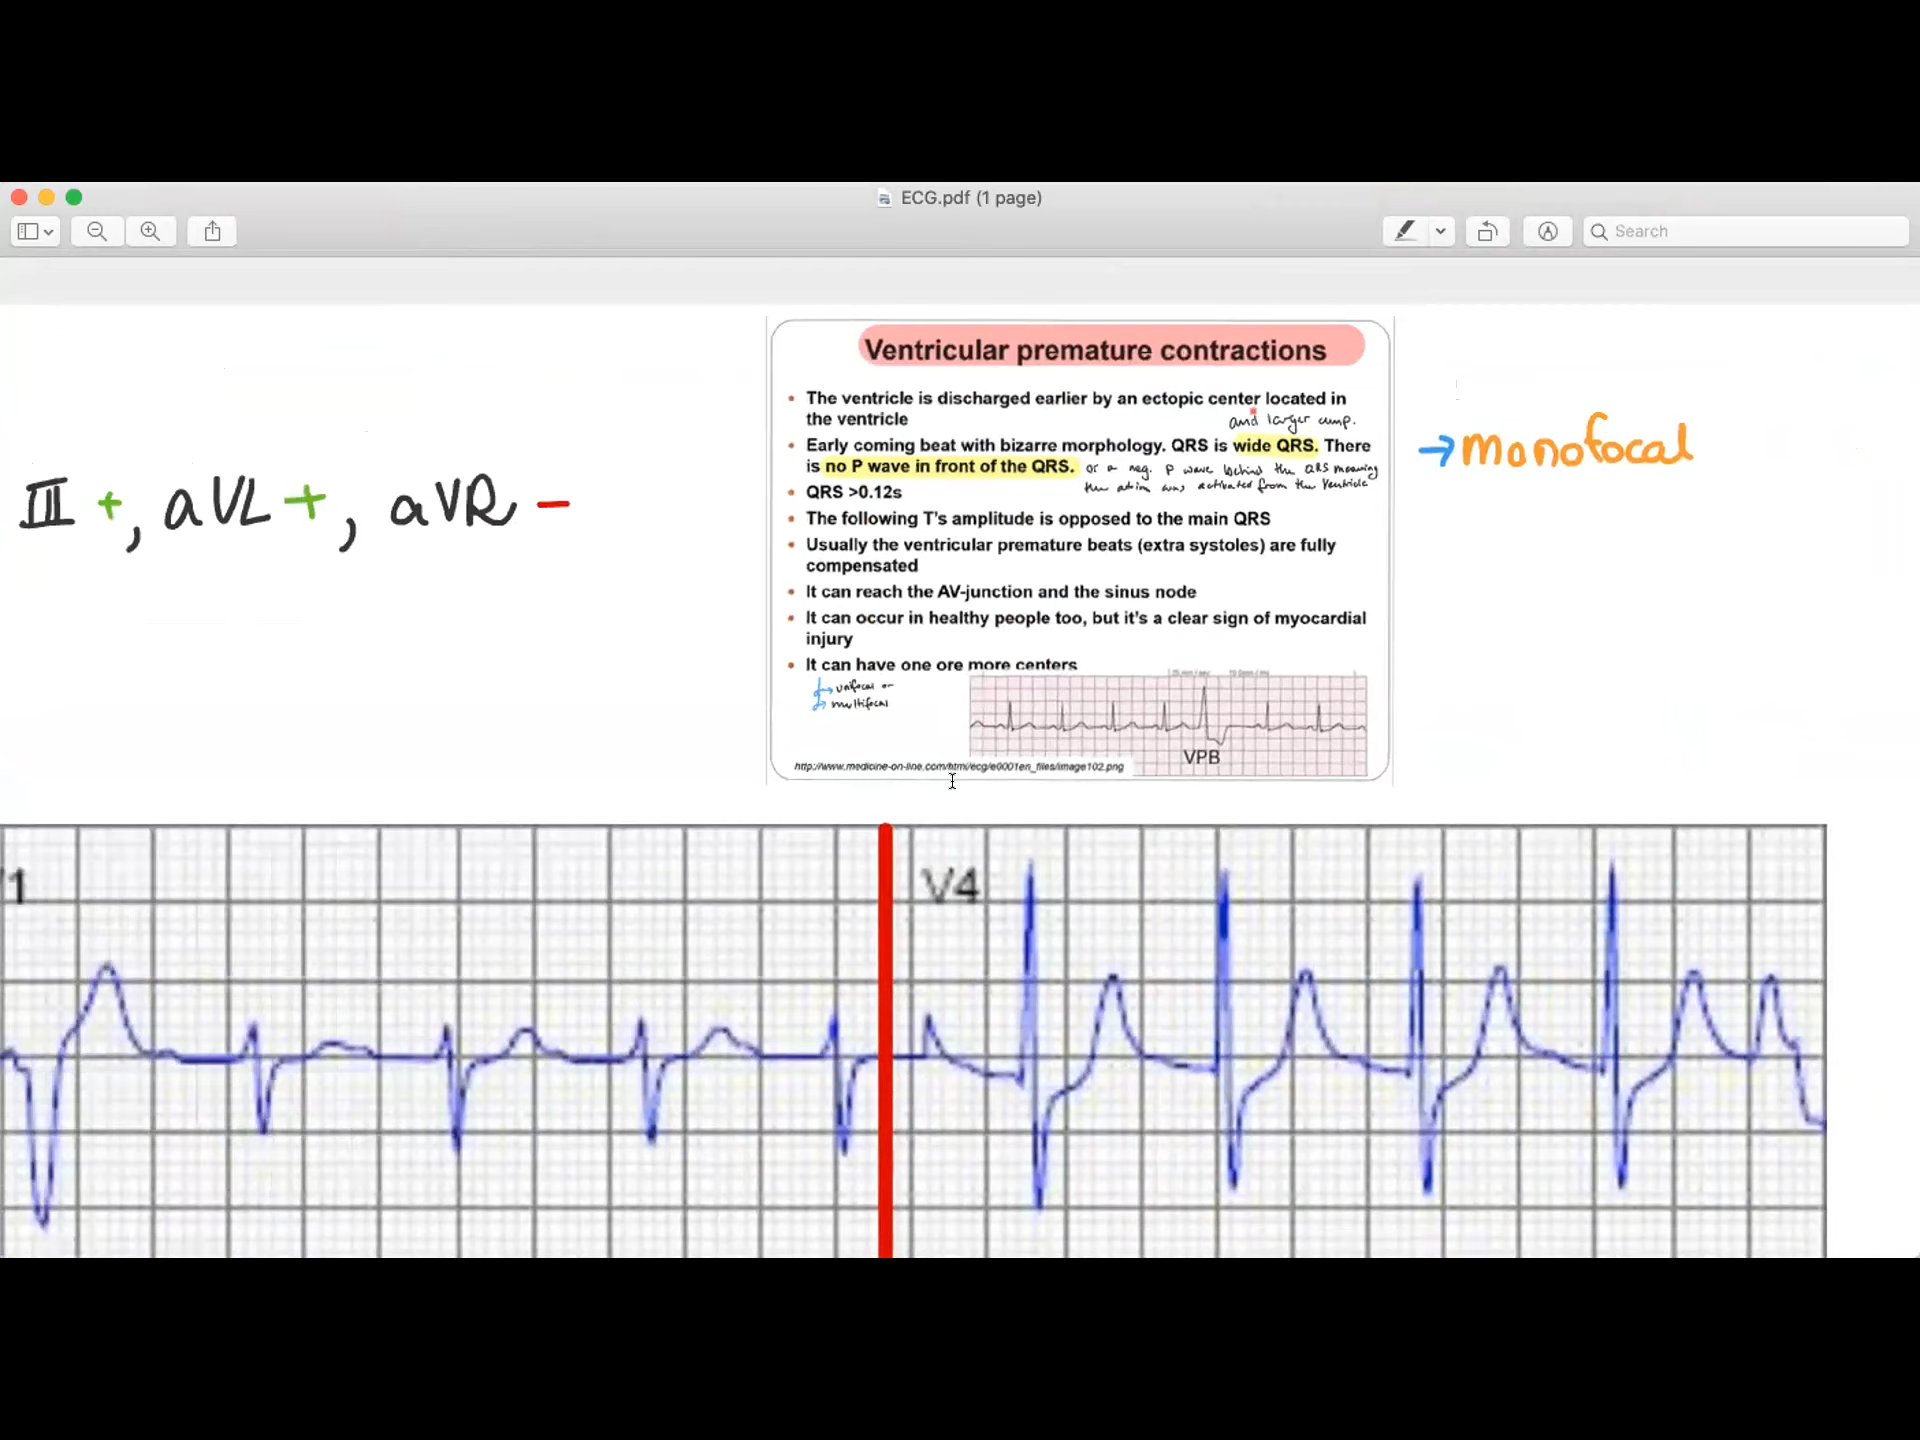 ECG.pdf (1 page)
Search
Ventricular premature contractions
• The ventricle is discharged earlier by an ectopic center located in
the ventricle
and larger amp.
• Early coming beat with bizarre morphology. QRS is wide QRS. There
is no P wave in front of the QRS. or a neg. P wave behind the QRS meaning
the atrium was activated from the ventricle
• QRS >0.12s
• The following T's amplitude is opposed to the main QRS
• Usually the ventricular premature beats (extra systoles) are fully
compensated
• It can reach the AV-junction and the sinus node
• It can occur in healthy people too, but it's a clear sign of myocardial
injury
• It can have one ore more centers
→ unifocal or
→ multifocal
VPB
http://www.medicine-on-line.com/html/ecg/e0001en_files/image102.png
→ monofocal
III +, aVL +, aVR -
V4